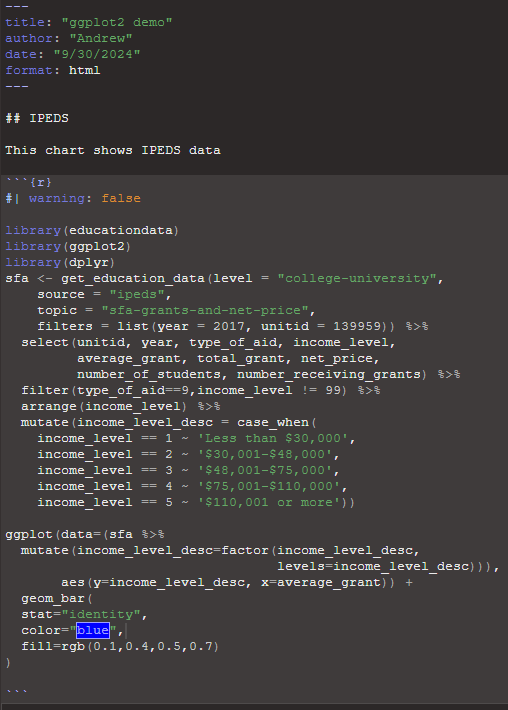 ---
title: "ggplot2 demo"
author: "Andrew"
date: "9/30/2024"
format: html
---

## IPEDS

This chart shows IPEDS data

```{r}
#| warning: false

library(educationdata)
library(ggplot2)
library(dplyr)
sfa <- get_education_data(level = "college-university",
    source = "ipeds",
    topic = "sfa-grants-and-net-price",
    filters = list(year = 2017, unitid = 139959)) %>%
  select(unitid, year, type_of_aid, income_level,
         average_grant, total_grant, net_price,
         number_of_students, number_receiving_grants) %>%
  filter(type_of_aid==9,income_level != 99) %>%
  arrange(income_level) %>%
  mutate(income_level_desc = case_when(
    income_level == 1 ~ 'Less than $30,000',
    income_level == 2 ~ '$30,001-$48,000',
    income_level == 3 ~ '$48,001-$75,000',
    income_level == 4 ~ '$75,001-$110,000',
    income_level == 5 ~ '$110,001 or more'))

ggplot(data=(sfa %>%
  mutate(income_level_desc=factor(income_level_desc,
                                  levels=income_level_desc))),
       aes(y=income_level_desc, x=average_grant)) +
  geom_bar(
  stat="identity",
  color="blue",
  fill=rgb(0.1,0.4,0.5,0.7)
)

```